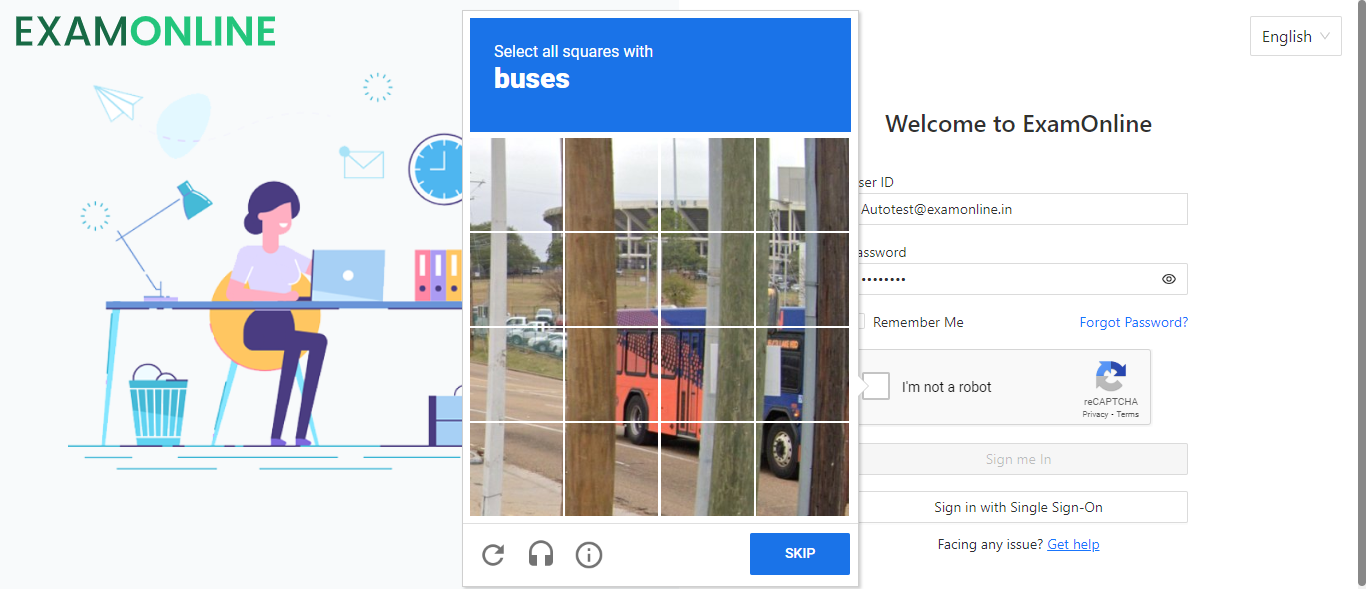 EXAMONLINE
Select all squares with
buses
SKIP
English
Welcome to ExamOnline
ser ID
Autotest@examonline.in
assword
••••••••
Remember Me
Forgot Password?
I'm not a robot
reCAPTCHA
Privacy - Terms
Sign me In
Sign in with Single Sign-On
Facing any issue? Get help